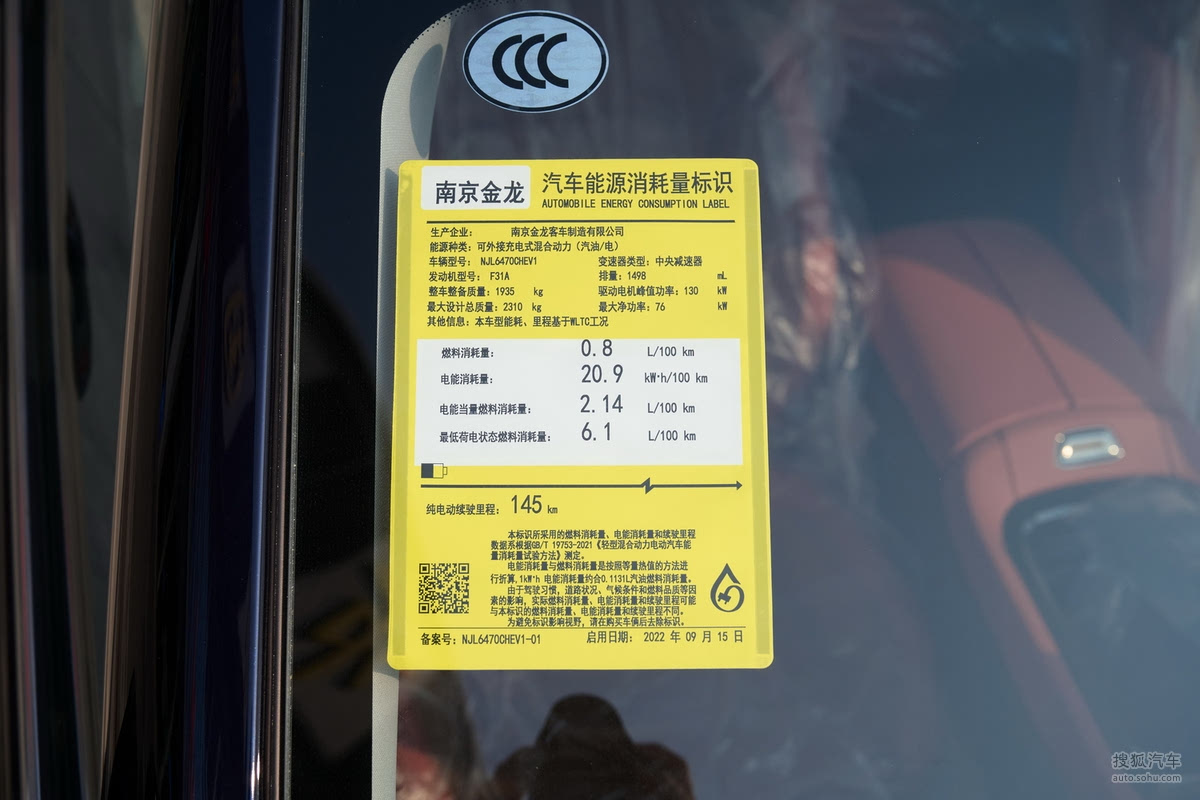 CCC
南京金龙
汽车能源消耗量标识
AUTOMOBILE ENERGY CONSUMPTION LABEL
生产企业： 南京金龙客车制造有限公司
能源种类：可外接充电式混合动力（汽油/电）
车辆型号： NJL6470CHEV1 变速器类型：中央减速器
发动机型号： F31A 排量：1498 mL
整车整备质量：1935 kg 驱动电机峰值功率：130 kW
最大设计总质量：2310 kg 最大净功率：76 kW
其他信息：本车型能耗、里程基于WLTC工况
燃料消耗量： 0.8 L/100 km
电能消耗量： 20.9 kW·h/100 km
电能当量燃料消耗量： 2.14 L/100 km
最低荷电状态燃料消耗量： 6.1 L/100 km
纯电动续驶里程： 145 km
本标识所采用的燃料消耗量、电能消耗量和续驶里程
数据系根据GB/T 19753-2021《轻型混合动力电动汽车能
量消耗量试验方法》测定。
电能消耗量与燃料消耗量是按照等量热值的方法进
行折算，1kW·h 电能消耗量约合0.1131L汽油燃料消耗量。
由于驾驶习惯，道路状况、气候条件和燃料品质等因
素的影响，实际燃料消耗量、电能消耗量和续驶里程可能
与本标识的燃料消耗量、电能消耗量和续驶里程不同。
为避免标识影响视野，请在购买车辆后去除标识。
备案号：NJL6470CHEV1-01 启用日期： 2022 年 09 月 15 日
搜狐汽车
auto.sohu.com